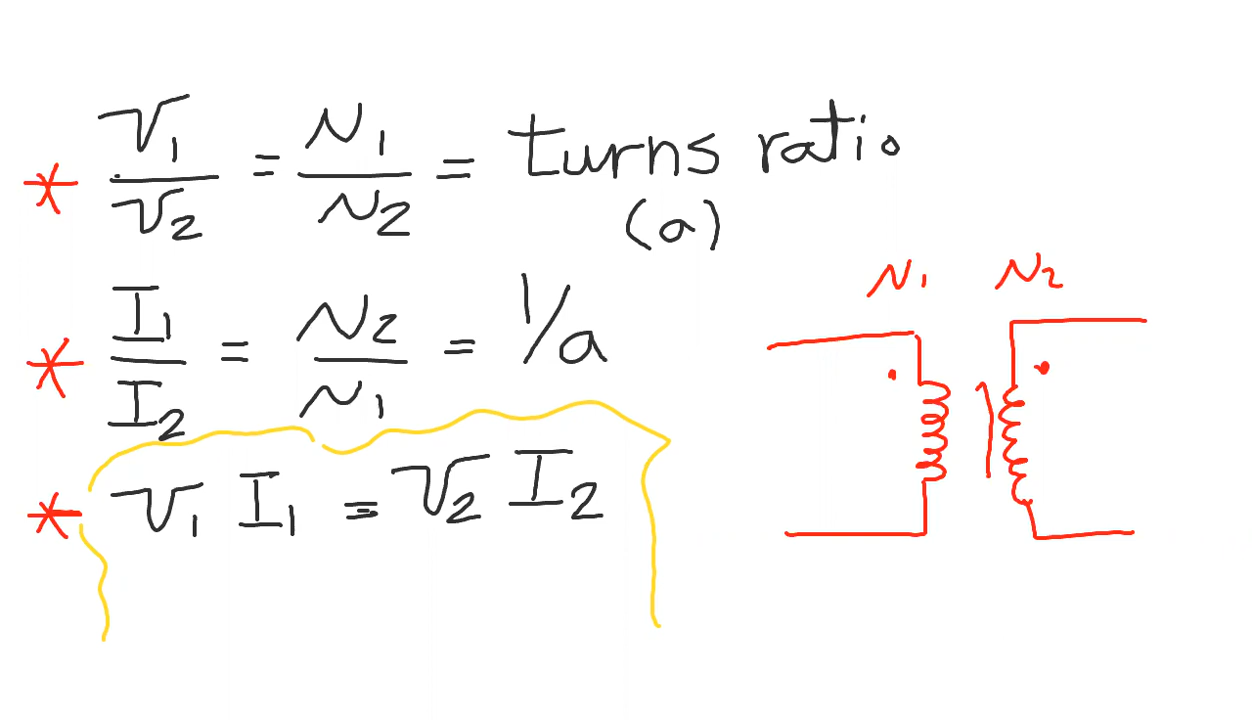 * V1/V2 = N1/N2 = turns ratio
(a)
* I1/I2 = N2/N1 = 1/a
N1 N2
* V1 I1 = V2 I2